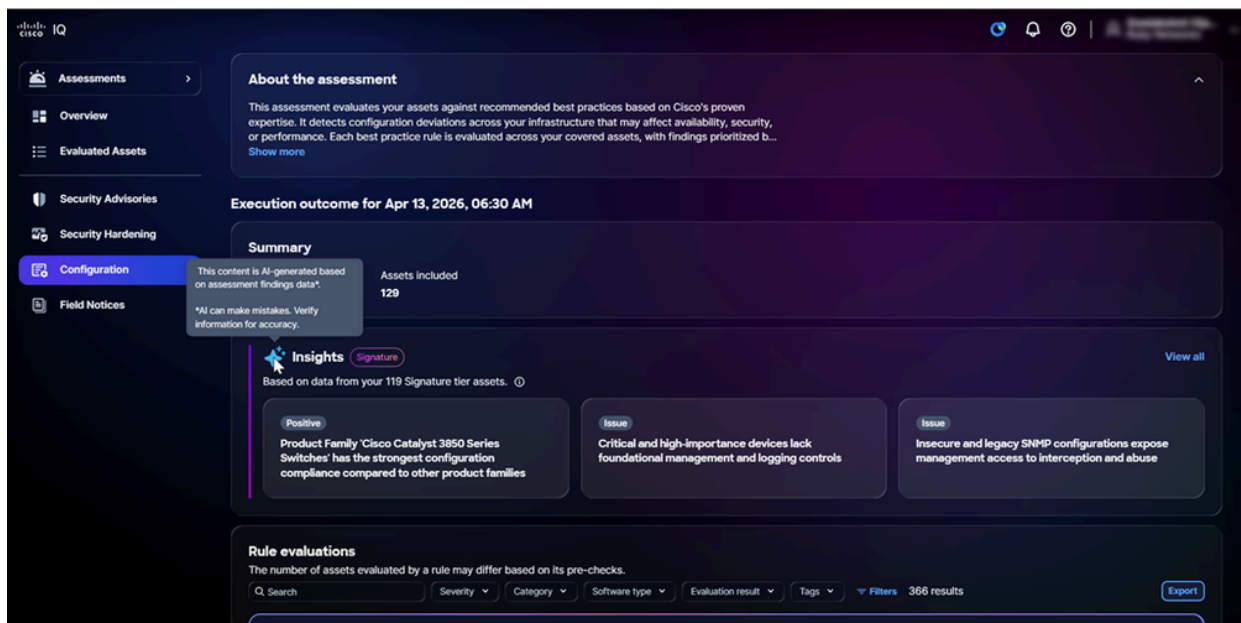 cisco IQ
Assessments
Overview
Evaluated Assets
Security Advisories
Security Hardening
Configuration
Field Notices
About the assessment
This assessment evaluates your assets against recommended best practices based on Cisco's proven
expertise. It detects configuration deviations across your infrastructure that may affect availability, security,
or performance. Each best practice rule is evaluated across your covered assets, with findings prioritized b...
Show more
Execution outcome for Apr 13, 2026, 06:30 AM
Summary
Assets included
129
This content is AI-generated based
on assessment findings data*.
*AI can make mistakes. Verify
information for accuracy.
Insights Signature
View all
Based on data from your 119 Signature tier assets.
Positive
Product Family 'Cisco Catalyst 3850 Series
Switches' has the strongest configuration
compliance compared to other product families
Issue
Critical and high-importance devices lack
foundational management and logging controls
Issue
Insecure and legacy SNMP configurations expose
management access to interception and abuse
Rule evaluations
The number of assets evaluated by a rule may differ based on its pre-checks.
Search Severity Category Software type Evaluation result Tags Filters 366 results Export